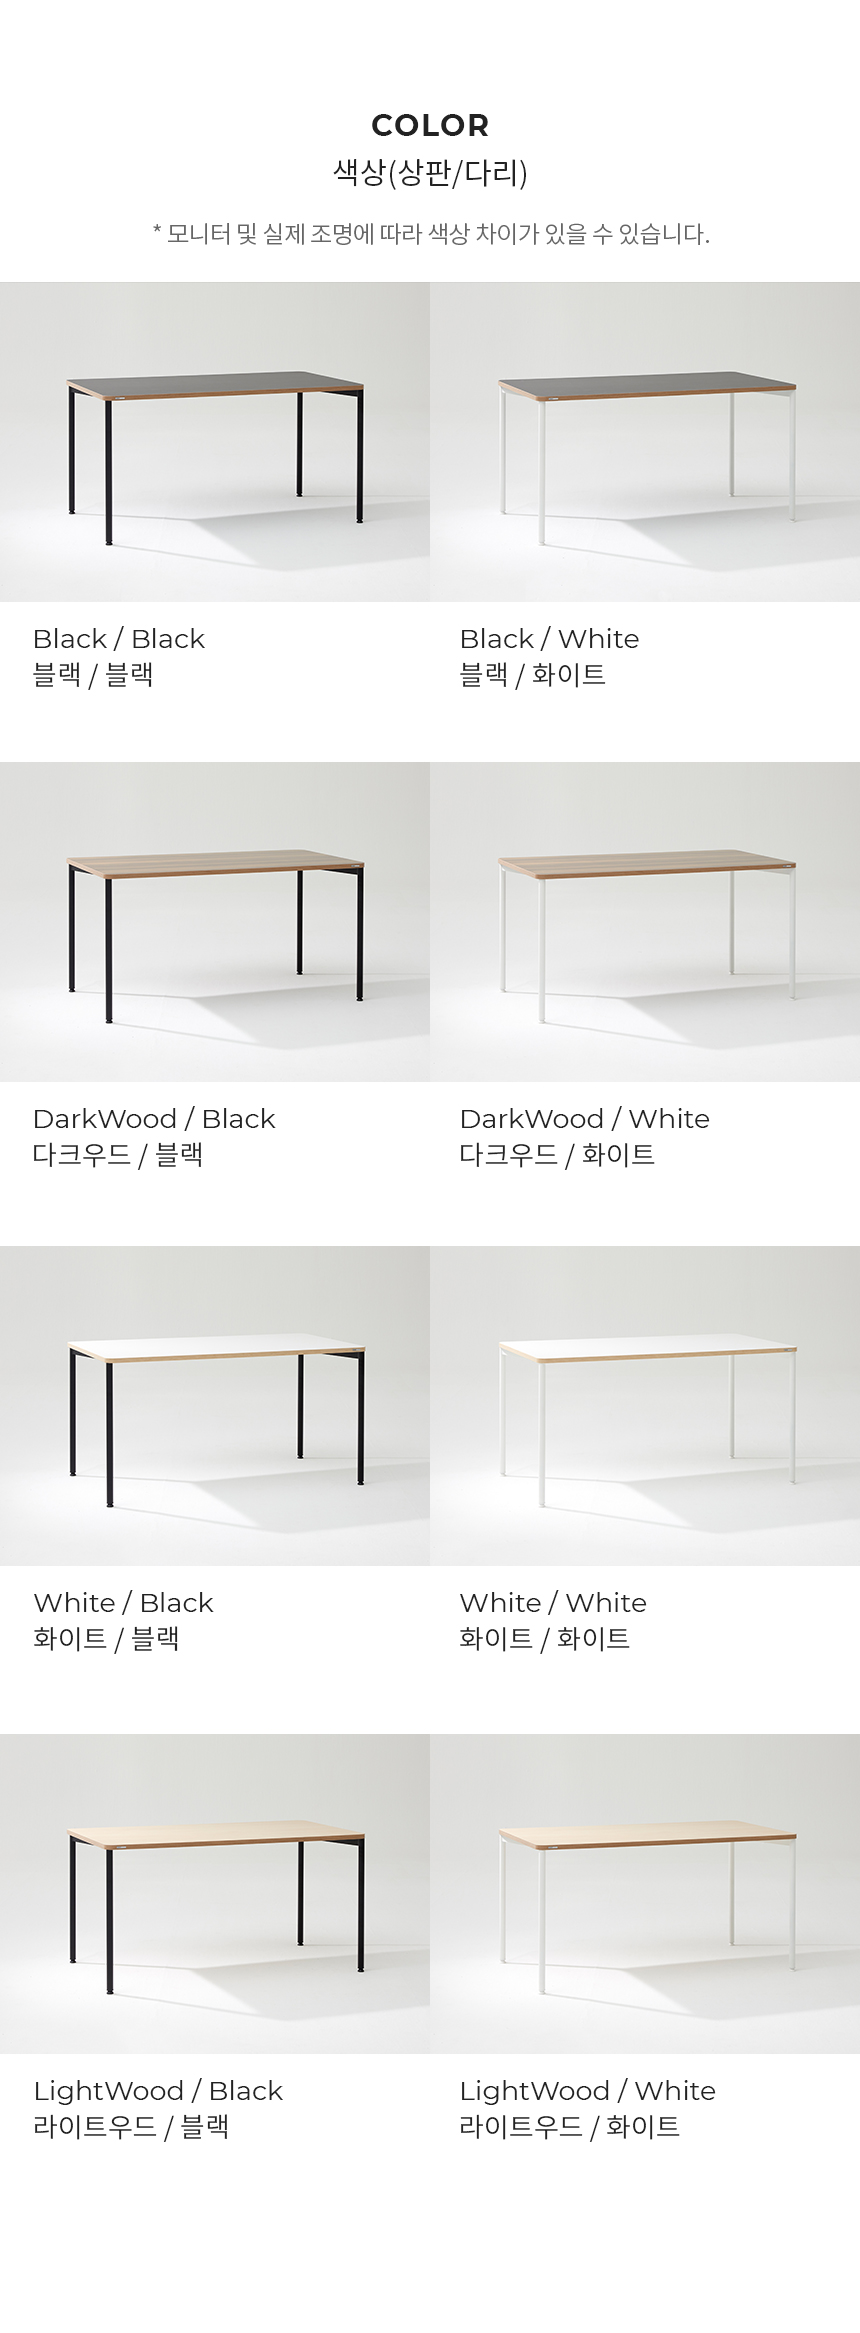 COLOR
색상(상판/다리)
* 모니터 및 실제 조명에 따라 색상 차이가 있을 수 있습니다.
Black / Black
블랙 / 블랙
Black / White
블랙 / 화이트
DarkWood / Black
다크우드 / 블랙
DarkWood / White
다크우드 / 화이트
White / Black
화이트 / 블랙
White / White
화이트 / 화이트
LightWood / Black
라이트우드 / 블랙
LightWood / White
라이트우드 / 화이트